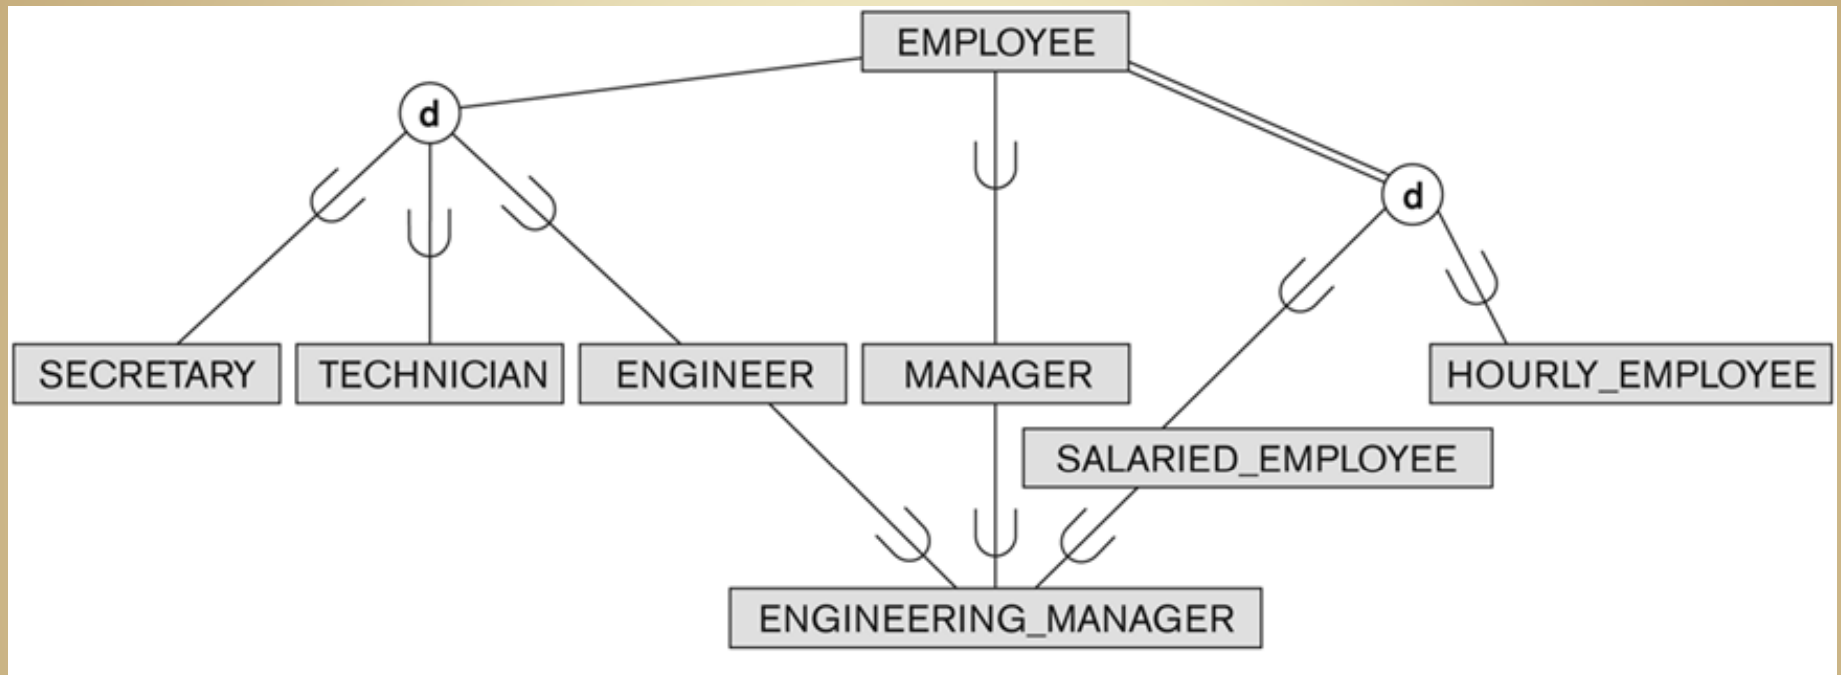 EMPLOYEE
d
d
SECRETARY
TECHNICIAN
ENGINEER
MANAGER
HOURLY_EMPLOYEE
SALARIED_EMPLOYEE
ENGINEERING_MANAGER